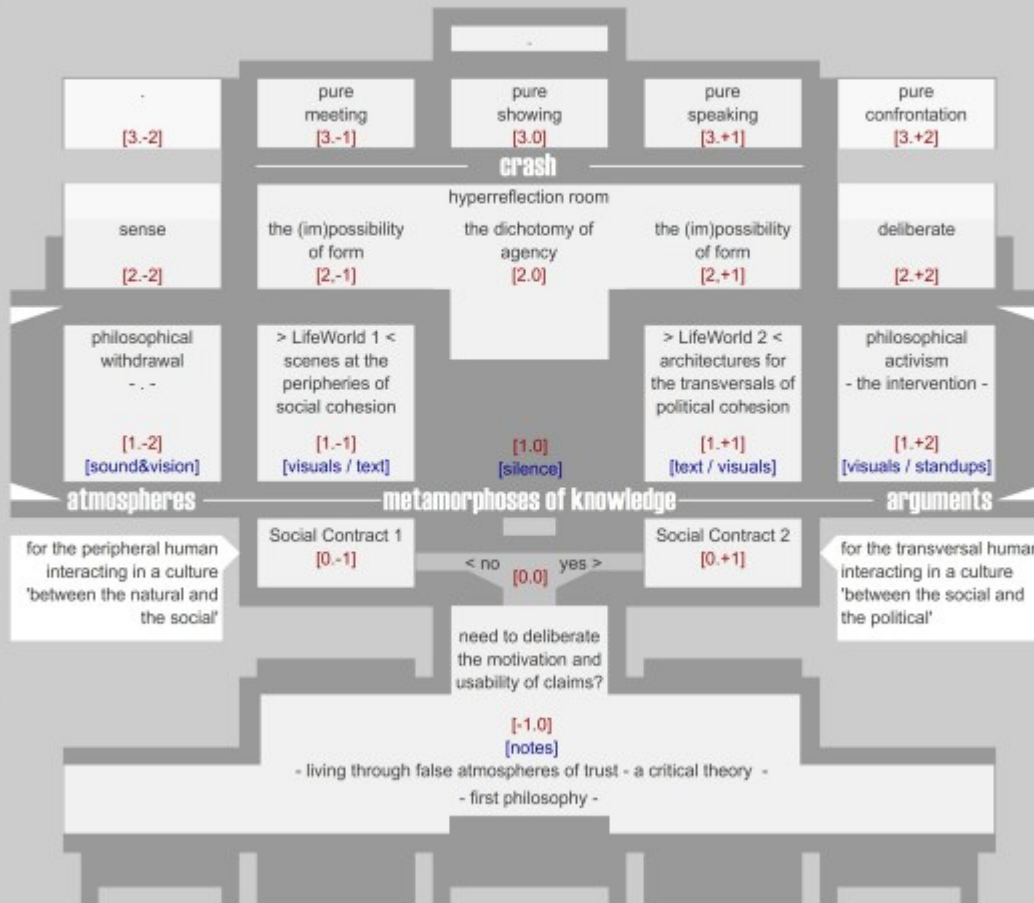 .
.
[3.-2]
pure
meeting
[3.-1]
pure
showing
[3.0]
pure
speaking
[3.+1]
pure
confrontation
[3.+2]
crash
hyperreflection room
sense
[2.-2]
the (im)possibility
of form
[2,-1]
the dichotomy of
agency
[2.0]
the (im)possibility
of form
[2,+1]
deliberate
[2.+2]
philosophical
withdrawal
- . -
[1.-2]
[sound&vision]
> LifeWorld 1 <
scenes at the
peripheries of
social cohesion
[1.-1]
[visuals / text]
[1.0]
[silence]
> LifeWorld 2 <
architectures for
the transversals of
political cohesion
[1.+1]
[text / visuals]
philosophical
activism
- the intervention -
[1.+2]
[visuals / standups]
atmospheres
metamorphoses of knowledge
arguments
for the peripheral human
interacting in a culture
'between the natural and
the social'
Social Contract 1
[0.-1]
< no
[0.0]
yes >
Social Contract 2
[0.+1]
for the transversal human
interacting in a culture
'between the social and
the political'
need to deliberate
the motivation and
usability of claims?
[-1.0]
[notes]
- living through false atmospheres of trust - a critical theory -
- first philosophy -